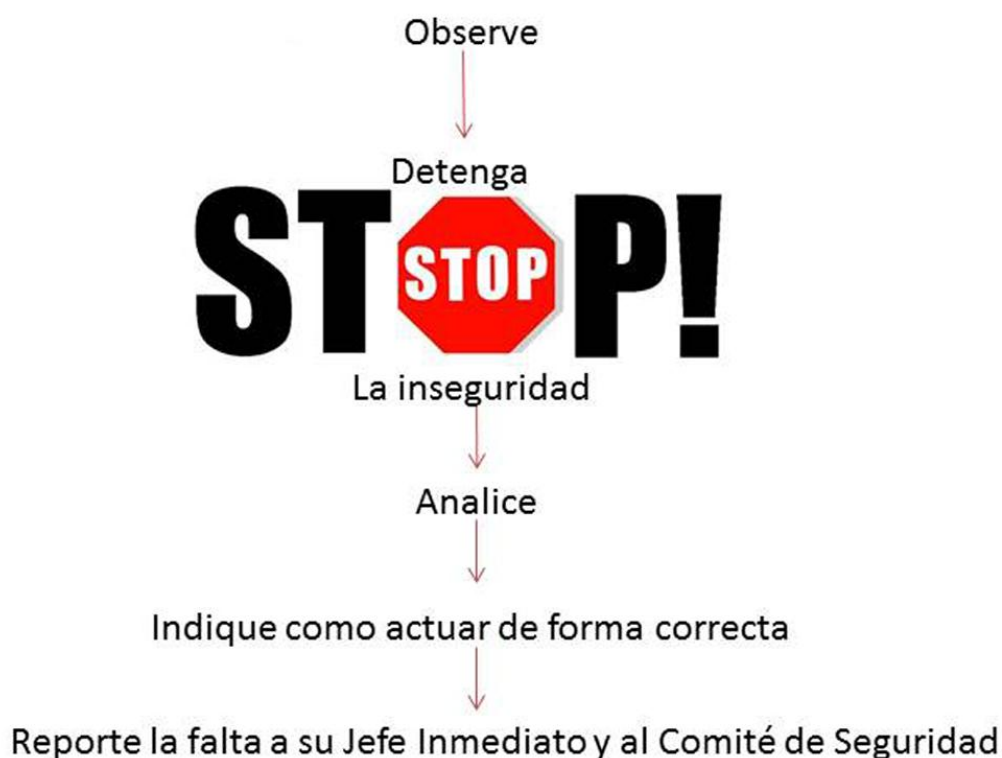 Observe
Detenga
ST STOP P!
La inseguridad
Analice
Indique como actuar de forma correcta
Reporte la falta a su Jefe Inmediato y al Comité de Seguridad